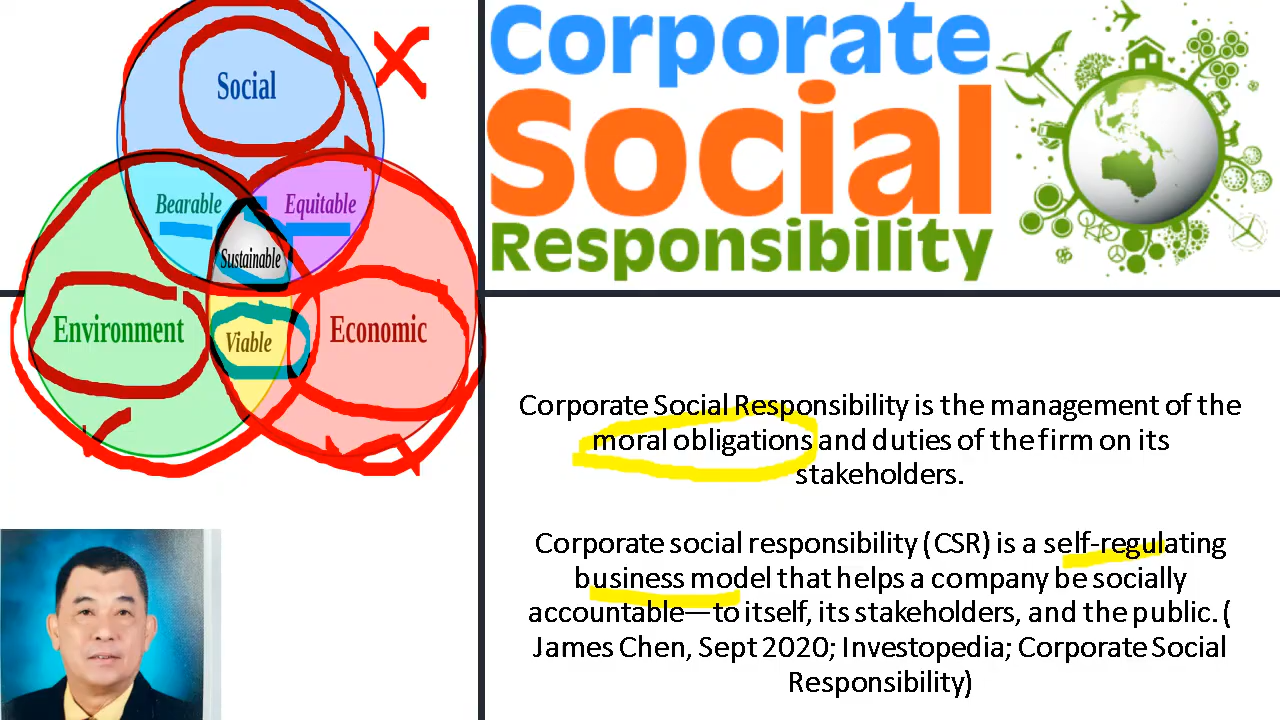 Social
Bearable
Equitable
Sustainable
Environment
Viable
Economic
Corporate
Social
Responsibility
Corporate Social Responsibility is the management of the
moral obligations and duties of the firm on its
stakeholders.
Corporate social responsibility (CSR) is a self-regulating
business model that helps a company be socially
accountable—to itself, its stakeholders, and the public. (
James Chen, Sept 2020; Investopedia; Corporate Social
Responsibility)